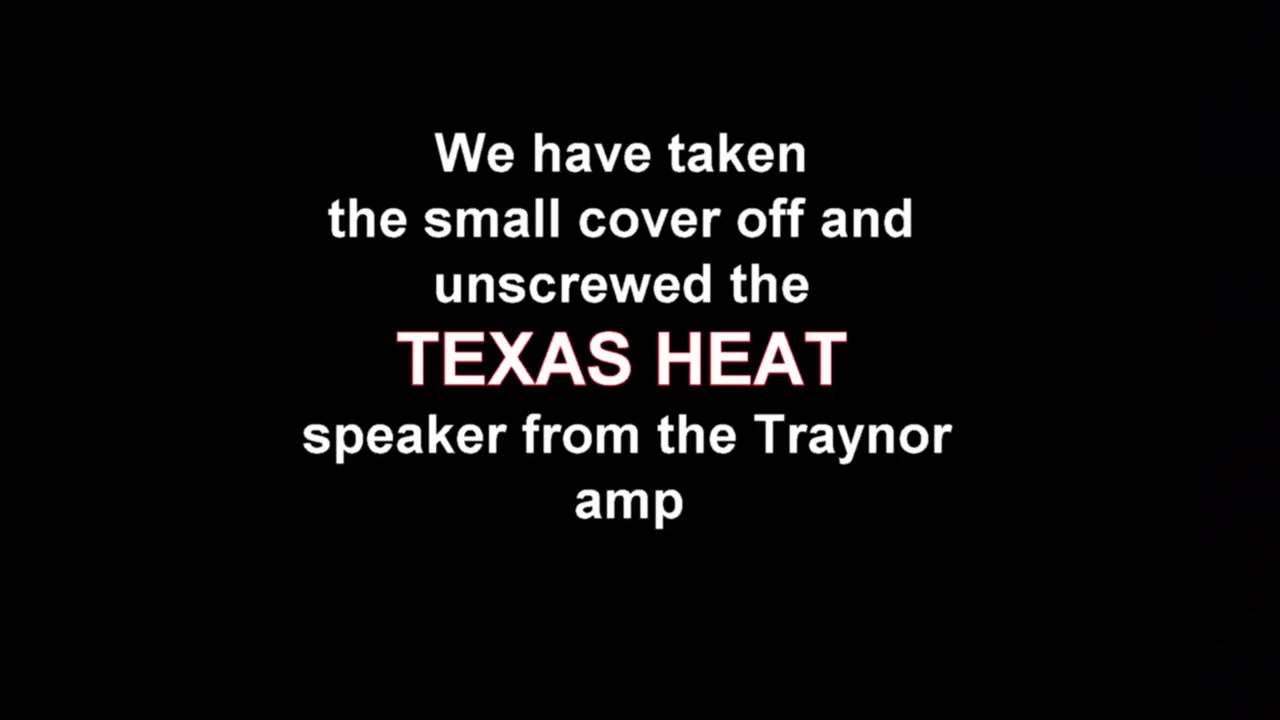 We have taken
the small cover off and
unscrewed the
TEXAS HEAT
speaker from the Traynor
amp